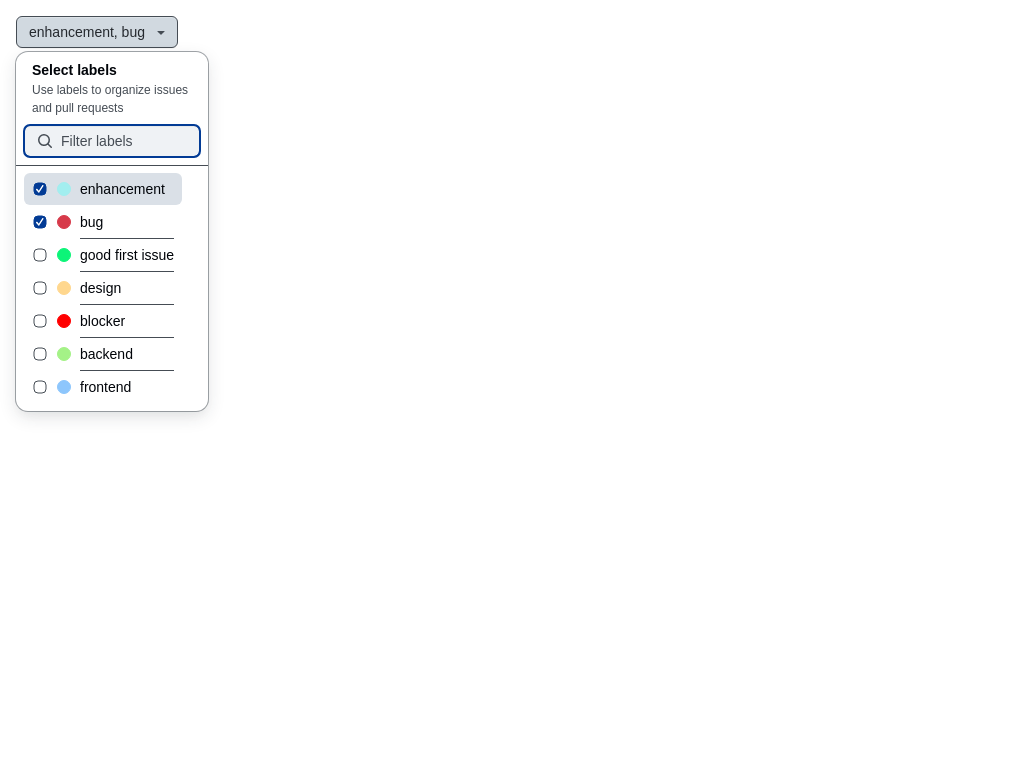 enhancement, bug
Select labels
Use labels to organize issues
and pull requests
Filter labels
enhancement
bug
good first issue
design
blocker
backend
frontend